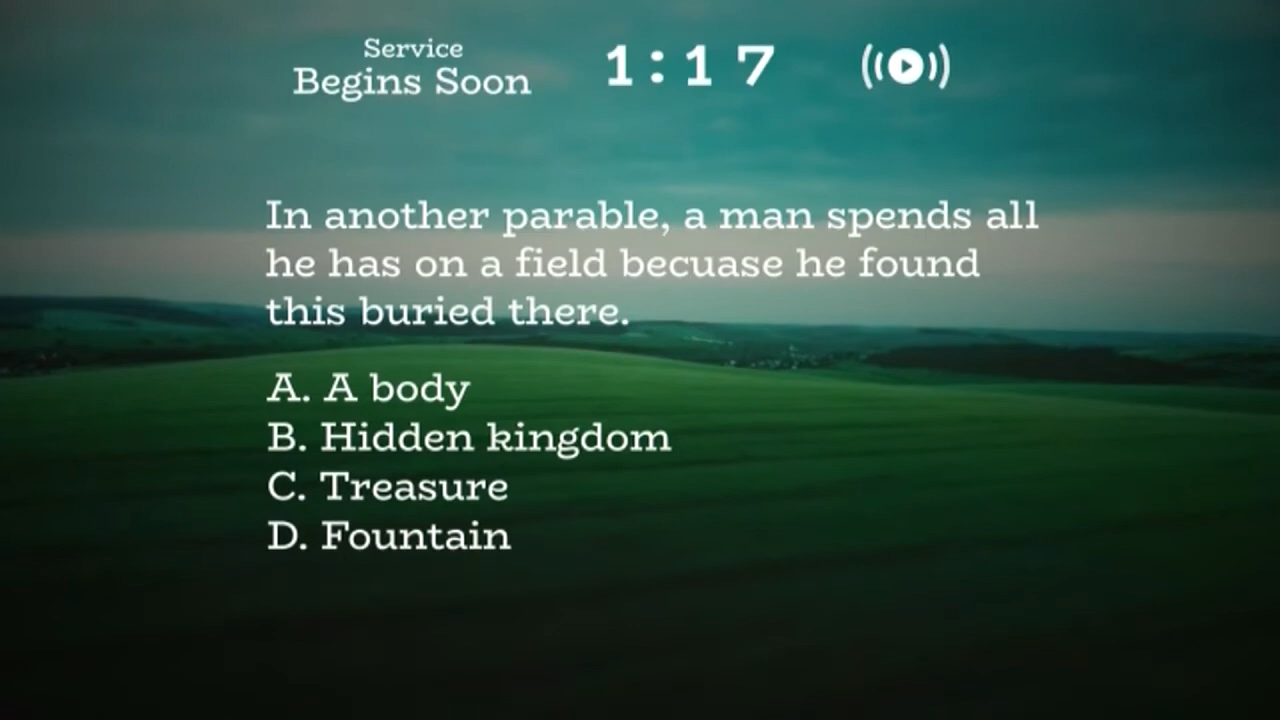 Service
Begins Soon
1:17
In another parable, a man spends all
he has on a field becuase he found
this buried there.
A. A body
B. Hidden kingdom
C. Treasure
D. Fountain